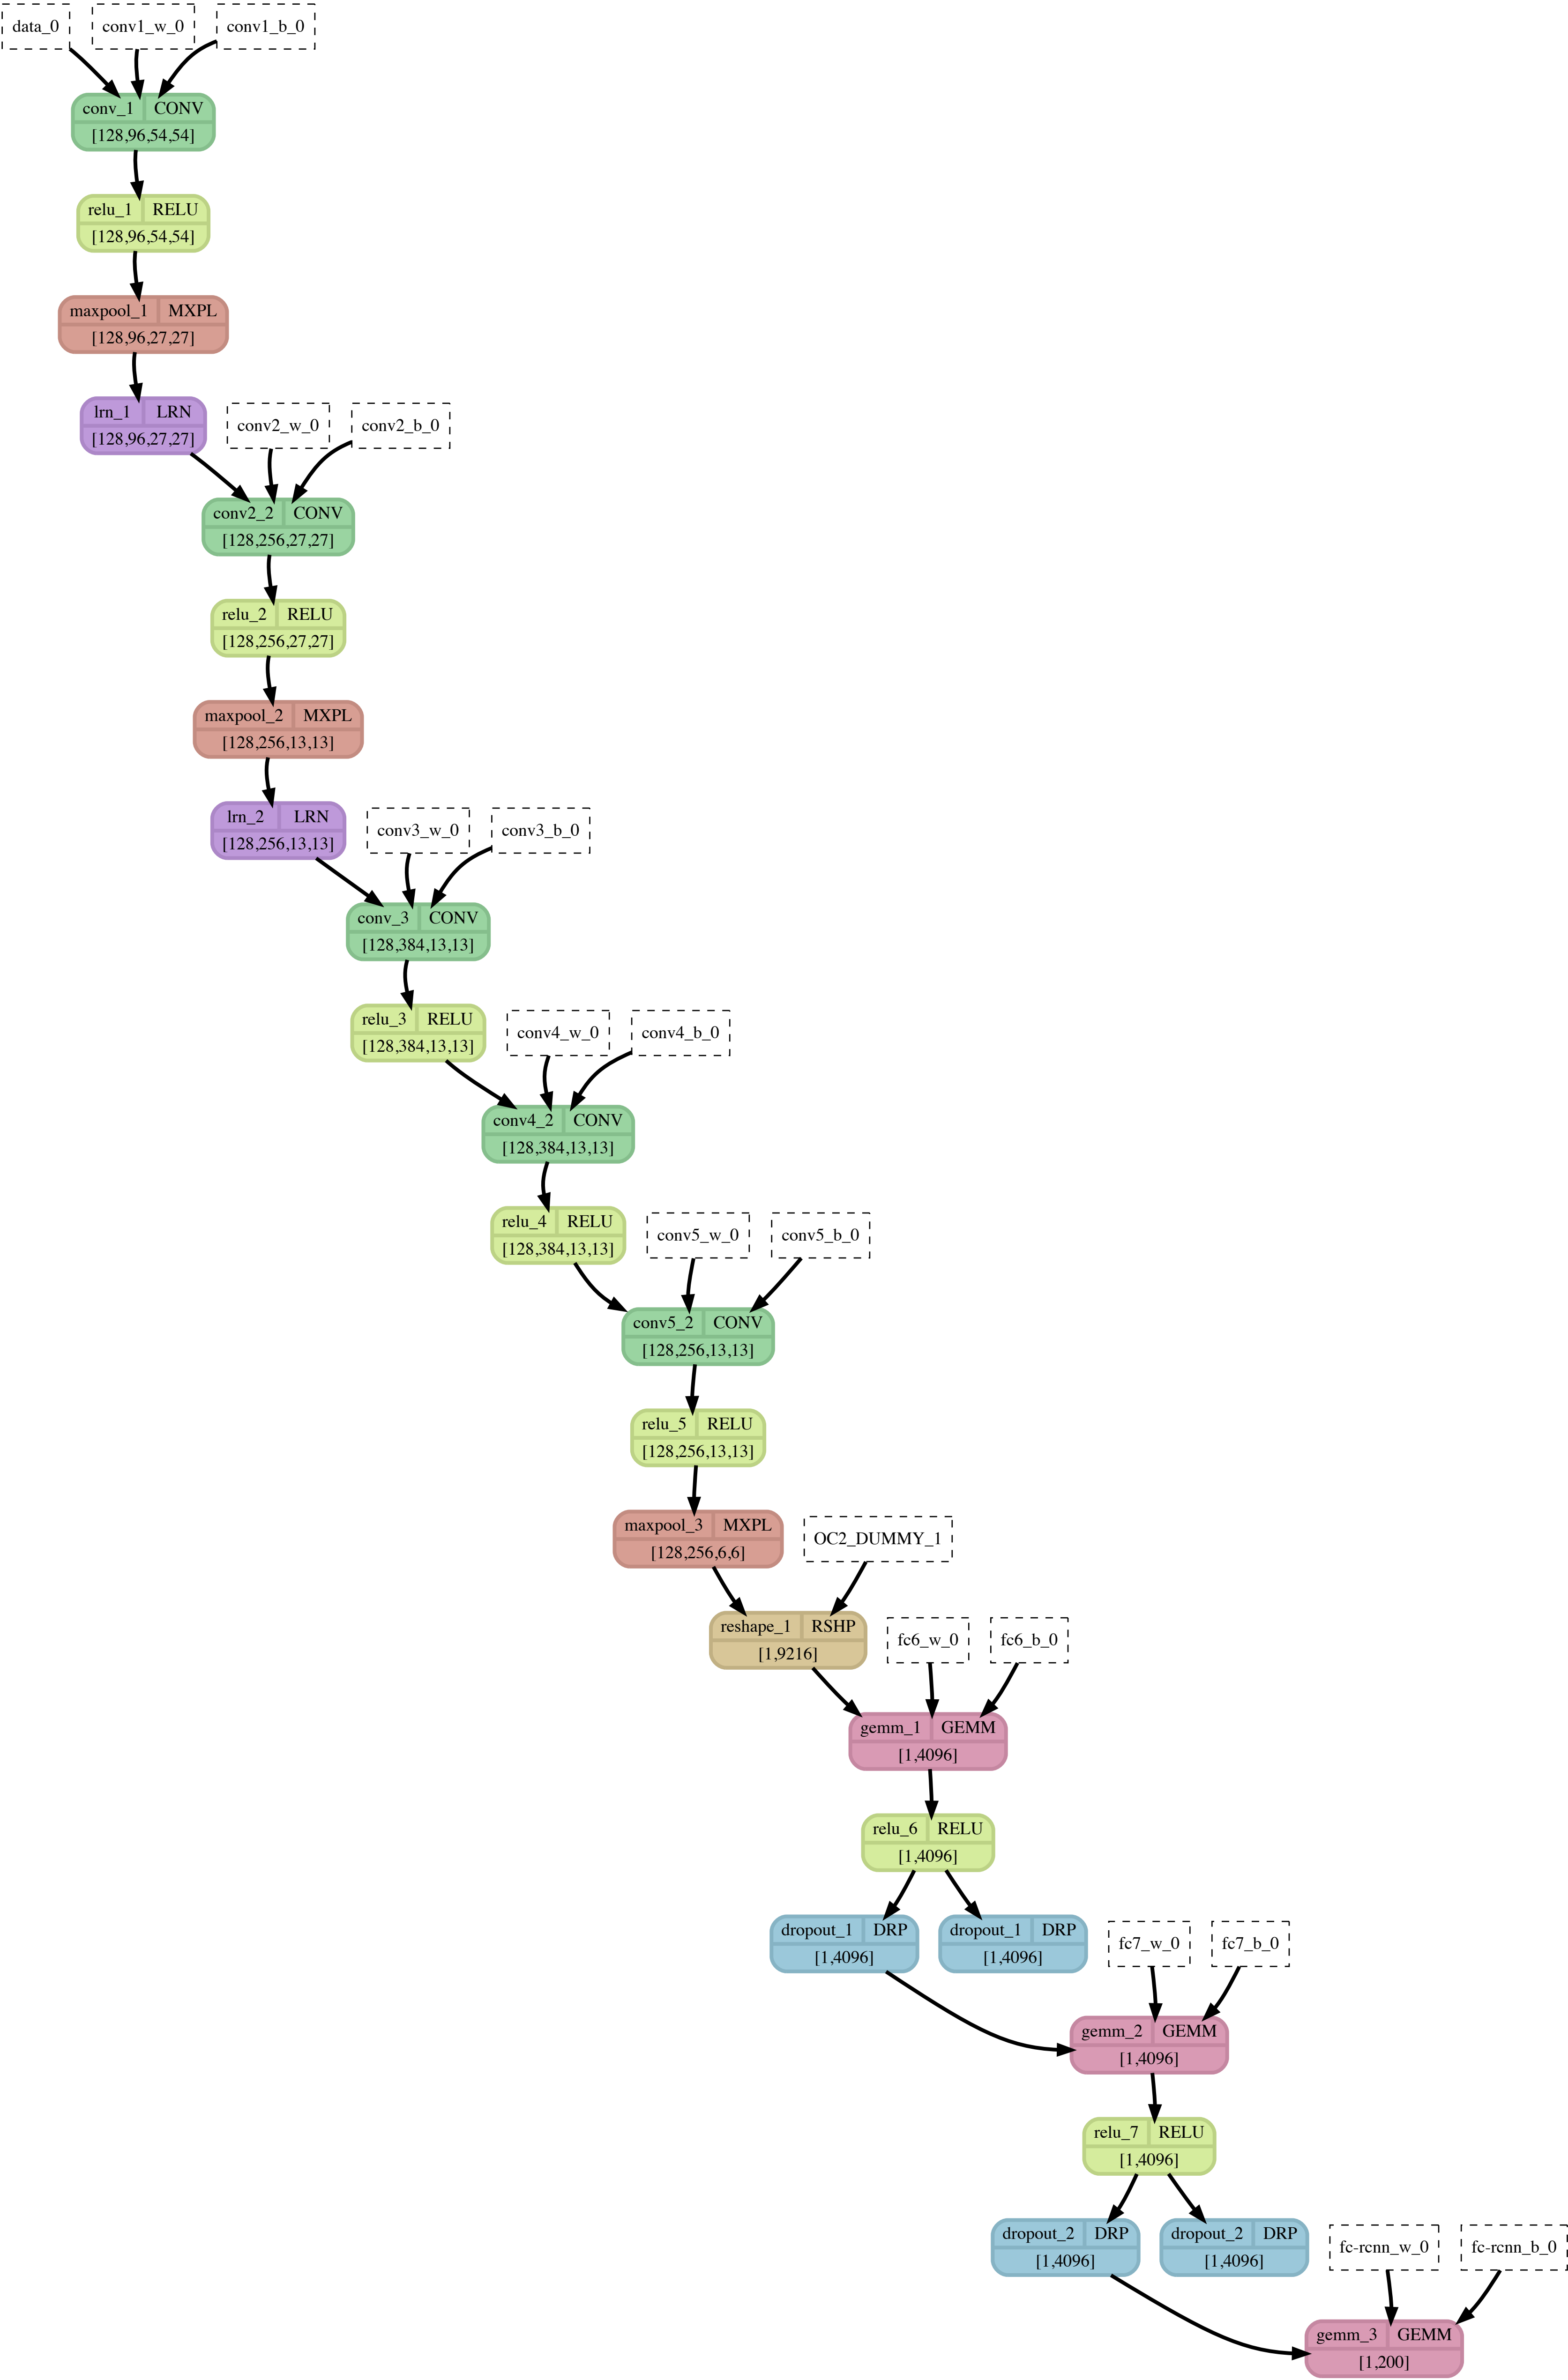 data_0 conv1_w_0 conv1_b_0
conv_1 CONV
[128,96,54,54]
relu_1 RELU
[128,96,54,54]
maxpool_1 MXPL
[128,96,27,27]
lrn_1 LRN
[128,96,27,27]
conv2_w_0 conv2_b_0
conv2_2 CONV
[128,256,27,27]
relu_2 RELU
[128,256,27,27]
maxpool_2 MXPL
[128,256,13,13]
lrn_2 LRN
[128,256,13,13]
conv3_w_0 conv3_b_0
conv_3 CONV
[128,384,13,13]
relu_3 RELU
[128,384,13,13]
conv4_w_0 conv4_b_0
conv4_2 CONV
[128,384,13,13]
relu_4 RELU
[128,384,13,13]
conv5_w_0 conv5_b_0
conv5_2 CONV
[128,256,13,13]
relu_5 RELU
[128,256,13,13]
maxpool_3 MXPL
[128,256,6,6]
OC2_DUMMY_1
reshape_1 RSHP
[1,9216]
fc6_w_0 fc6_b_0
gemm_1 GEMM
[1,4096]
relu_6 RELU
[1,4096]
dropout_1 DRP
[1,4096]
dropout_1 DRP
[1,4096]
fc7_w_0 fc7_b_0
gemm_2 GEMM
[1,4096]
relu_7 RELU
[1,4096]
dropout_2 DRP
[1,4096]
dropout_2 DRP
[1,4096]
fc-rcnn_w_0 fc-rcnn_b_0
gemm_3 GEMM
[1,200]